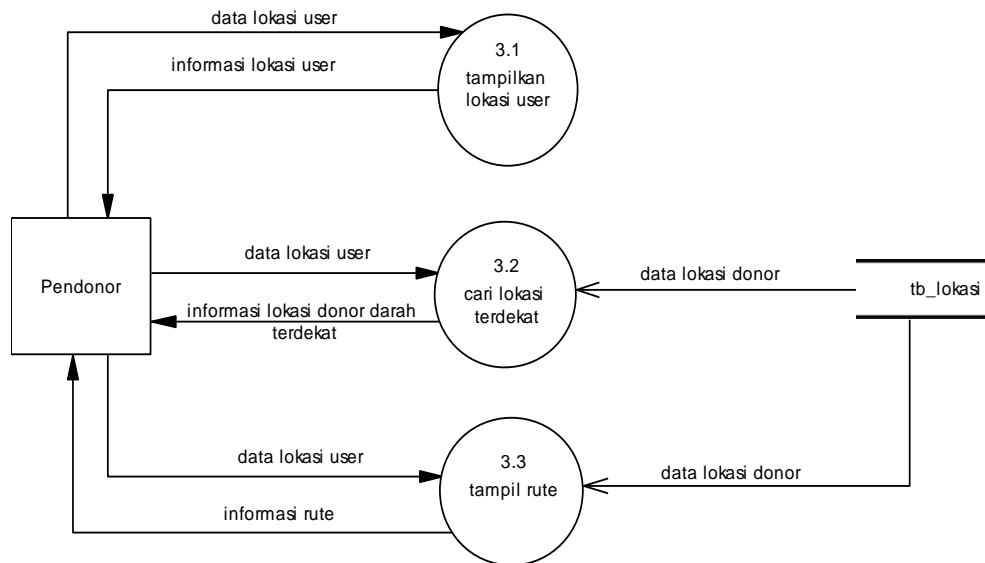 data lokasi user
3.1
tampilkan
lokasi user
informasi lokasi user
Pendonor
data lokasi user
3.2
cari lokasi
terdekat
informasi lokasi donor darah
terdekat
data lokasi donor
tb_lokasi
data lokasi user
3.3
tampil rute
data lokasi donor
informasi rute